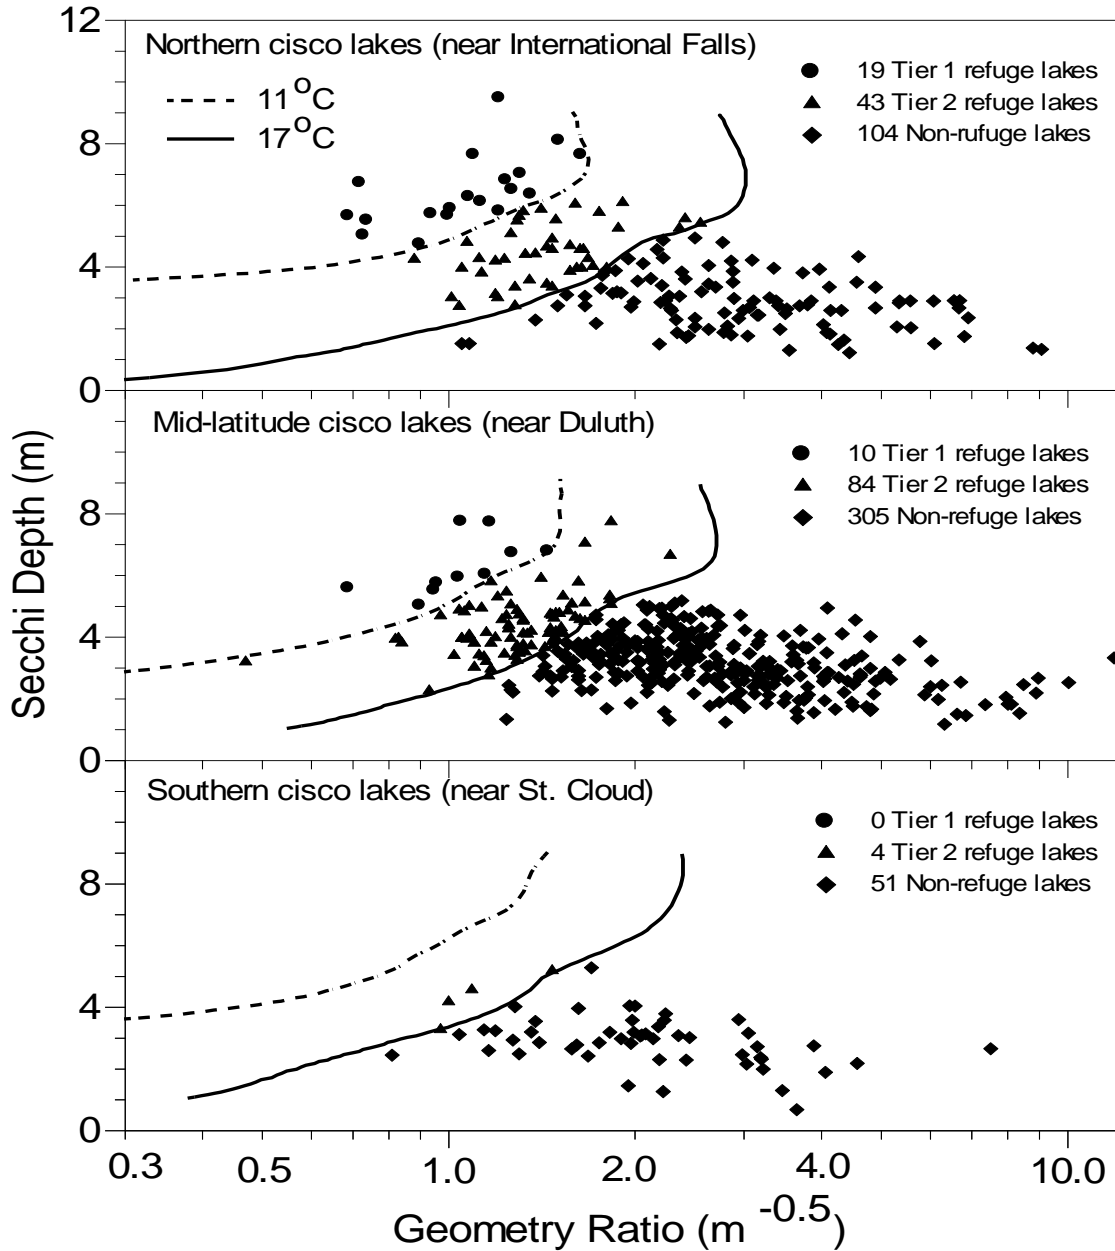 12
Northern cisco lakes (near International Falls)
11°C
17°C
19 Tier 1 refuge lakes
43 Tier 2 refuge lakes
104 Non-rufuge lakes
8
4
0
Mid-latitude cisco lakes (near Duluth)
10 Tier 1 refuge lakes
84 Tier 2 refuge lakes
305 Non-refuge lakes
8
4
0
Southern cisco lakes (near St. Cloud)
0 Tier 1 refuge lakes
4 Tier 2 refuge lakes
51 Non-refuge lakes
8
4
0
Secchi Depth (m)
0.3 0.5 1.0 2.0 4.0 10.0
Geometry Ratio (m -0.5)